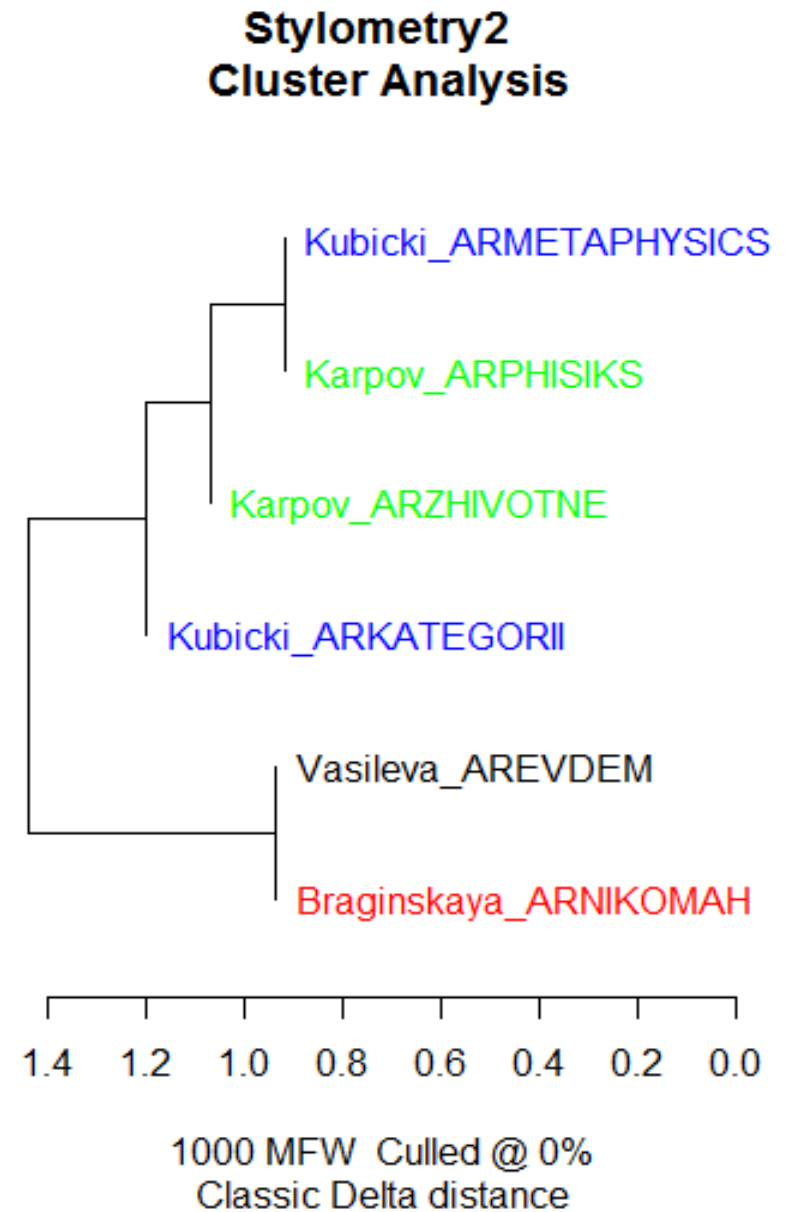 Stylometry2
Cluster Analysis
Kubicki_ARMETAPHYSICS
Karpov_ARPHISIKS
Karpov_ARZHIVOTNE
Kubicki_ARKATEGORII
Vasileva_AREVDEM
Braginskaya_ARNIKOMAH
1.4 1.2 1.0 0.8 0.6 0.4 0.2 0.0
1000 MFW Culled @ 0%
Classic Delta distance